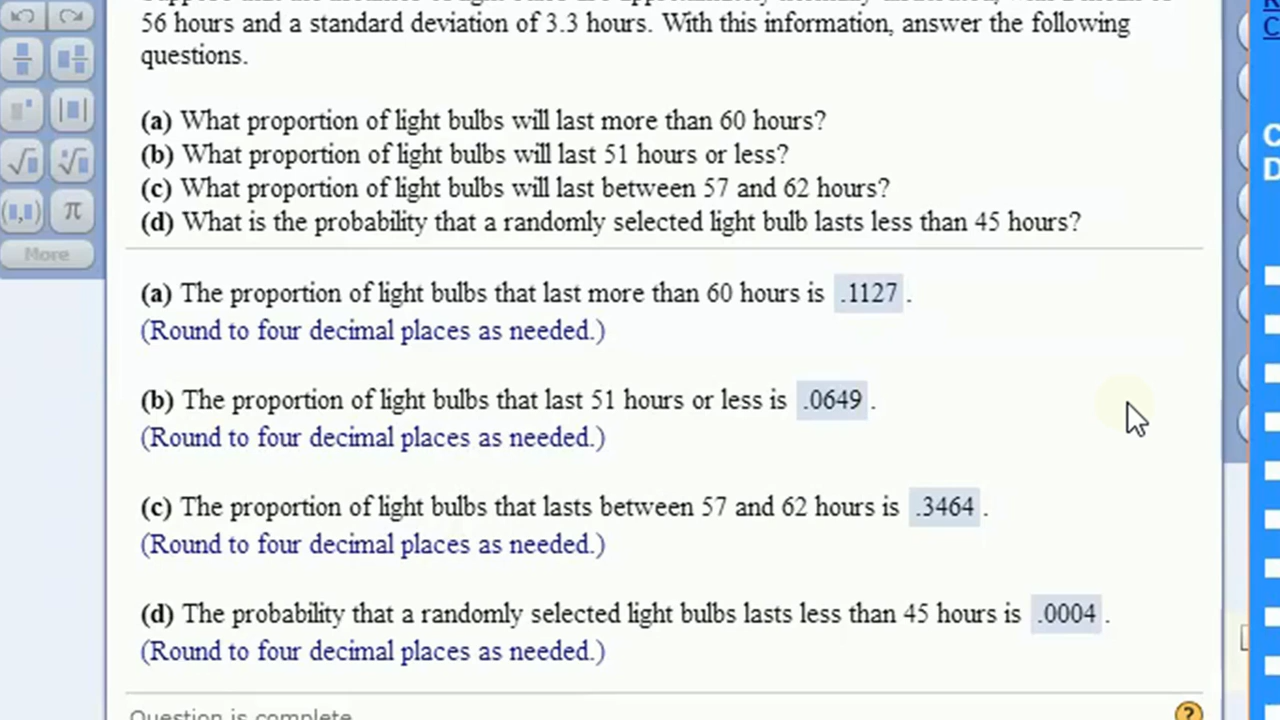 56 hours and a standard deviation of 3.3 hours. With this information, answer the following
questions.
(a) What proportion of light bulbs will last more than 60 hours?
(b) What proportion of light bulbs will last 51 hours or less?
(c) What proportion of light bulbs will last between 57 and 62 hours?
(d) What is the probability that a randomly selected light bulb lasts less than 45 hours?
More
(a) The proportion of light bulbs that last more than 60 hours is .1127 .
(Round to four decimal places as needed.)
(b) The proportion of light bulbs that last 51 hours or less is .0649 .
(Round to four decimal places as needed.)
(c) The proportion of light bulbs that lasts between 57 and 62 hours is .3464 .
(Round to four decimal places as needed.)
(d) The probability that a randomly selected light bulbs lasts less than 45 hours is .0004 .
(Round to four decimal places as needed.)
Question is complete.
?